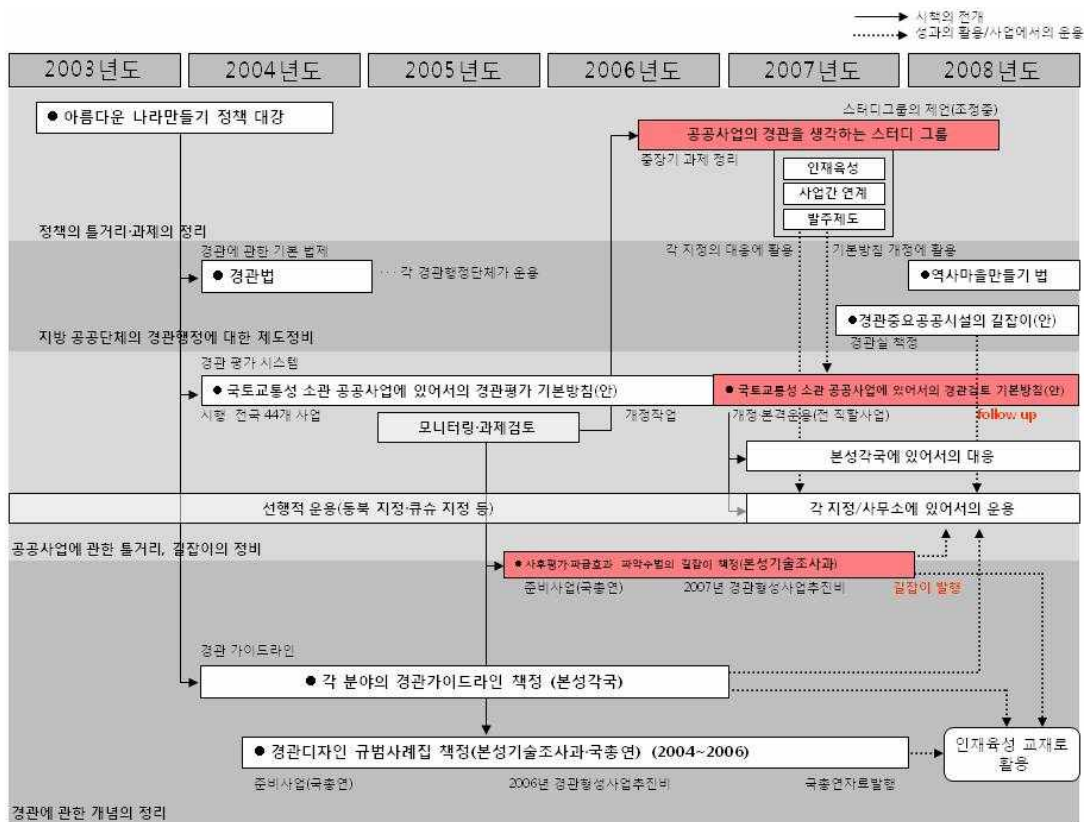 시책의 전개
성과의 활용/사업에서의 운용
2003년도
2004년도
2005년도
2006년도
2007년도
2008년도
● 아름다운 나라만들기 정책 대강
스터디그룹의 제언(조정중)
공공사업의 경관을 생각하는 스터디 그룹
중장기 과제 정리
인재육성
사업간 연계
발주제도
정책의 틀거리·과제의 정리
경관에 관한 기본 법제
각 지정의 대응에 활용
기본방침 개정에 활용
● 경관법
··· 각 경관행정단체가 운용
●역사마을만들기 법
●경관중요공공시설의 길잡이(안)
지방 공공단체의 경관행정에 대한 제도정비
경관실 책정
경관 평가 시스템
● 국토교통성 소관 공공사업에 있어서의 경관평가 기본방침(안)
● 국토교통성 소관 공공사업에 있어서의 경관검토 기본방침(안)
시행 전국 44개 사업
개정작업
개정·본격운용(전 직할사업)
follow up
모니터링·과제검토
본성각국에 있어서의 대응
선행적 운용(동북 지정·큐슈 지정 등)
각 지정/사무소에 있어서의 운용
공공사업에 관한 틀거리, 길잡이의 정비
● 사후평가·파급효과 파악수법의 길잡이 책정(본성기술조사과)
준비사업(국총연)
2007년 경관형성사업추진비
길잡이 발행
경관 가이드라인
● 각 분야의 경관가이드라인 책정 (본성각국)
● 경관디자인 규범사례집 책정(본성기술조사과·국총연) (2004~2006)
인재육성 교재로
활용
준비사업(국총연)
2006년 경관형성사업추진비
국총연자료발행
경관에 관한 개념의 정리